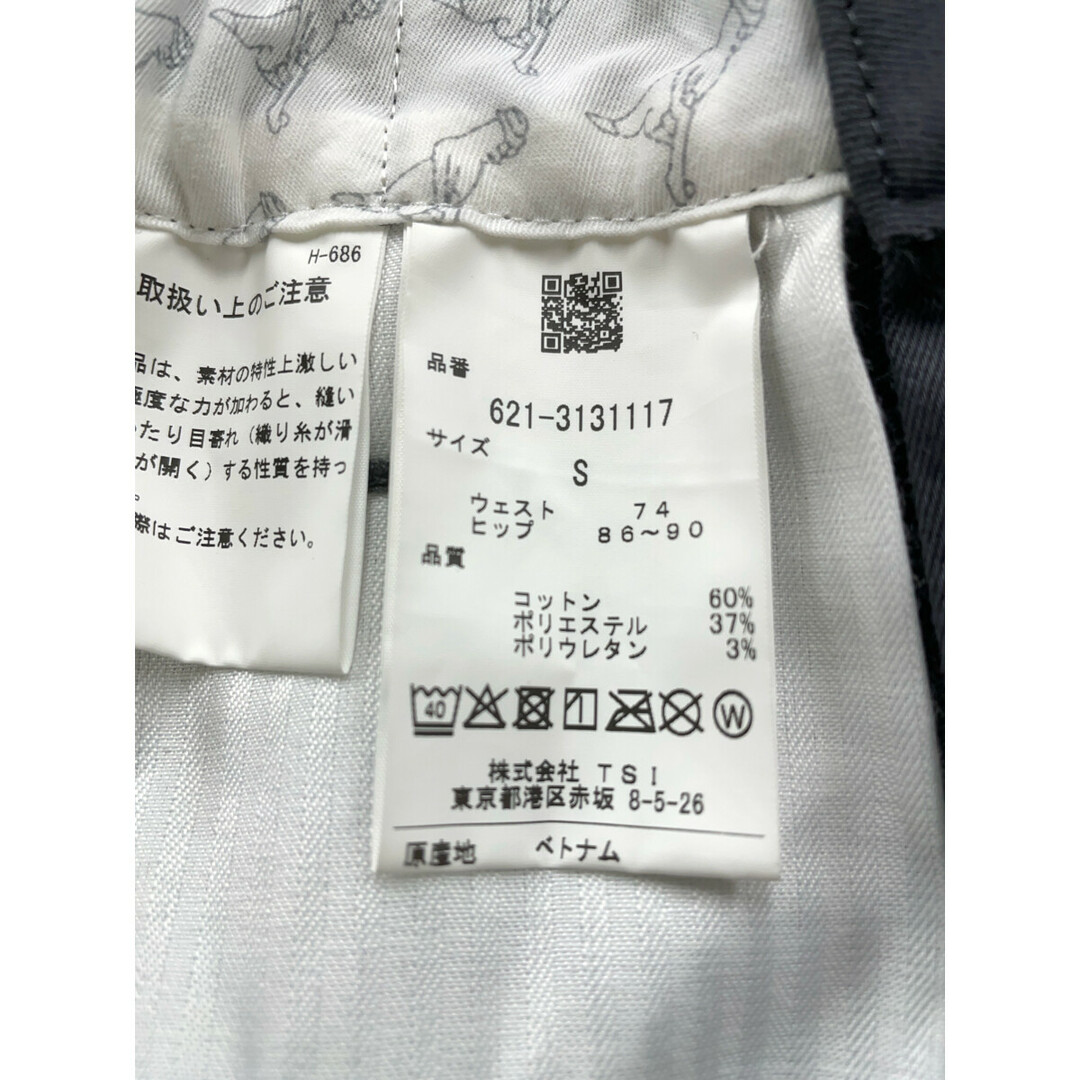 H-686
取扱い上のご注意
品は、素材の特性上激しい
度な力が加わると、縫い
たり目寄れ(織り糸が滑
が開く)する性質を持っ
。
際はご注意ください。
品番
621-3131117
サイズ
S
ウェスト 74
ヒップ 86~90
品質
コットン 60%
ポリエステル 37%
ポリウレタン 3%
40
W
株式会社 TSI
東京都港区赤坂 8-5-26
原産地 ベトナム